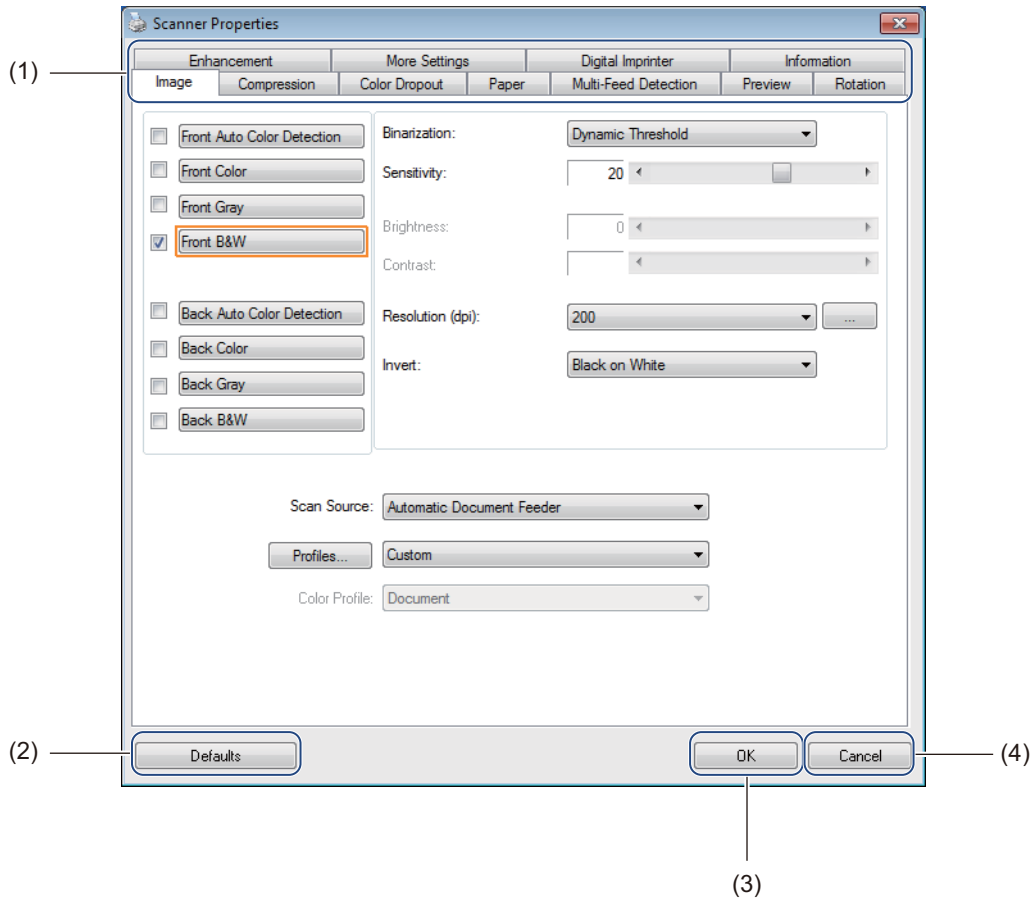 Scanner Properties
(1)
Enhancement More Settings Digital Imprinter Information
Image Compression Color Dropout Paper Multi-Feed Detection Preview Rotation
Front Auto Color Detection Binarization: Dynamic Threshold
Front Color Sensitivity: 20
Front Gray
Brightness: 0
Front B&W
Contrast:
Back Auto Color Detection Resolution (dpi): 200 ...
Back Color
Invert: Black on White
Back Gray
Back B&W
Scan Source: Automatic Document Feeder
Profiles... Custom
Color Profile: Document
(2) Defaults OK Cancel (4)
(3)